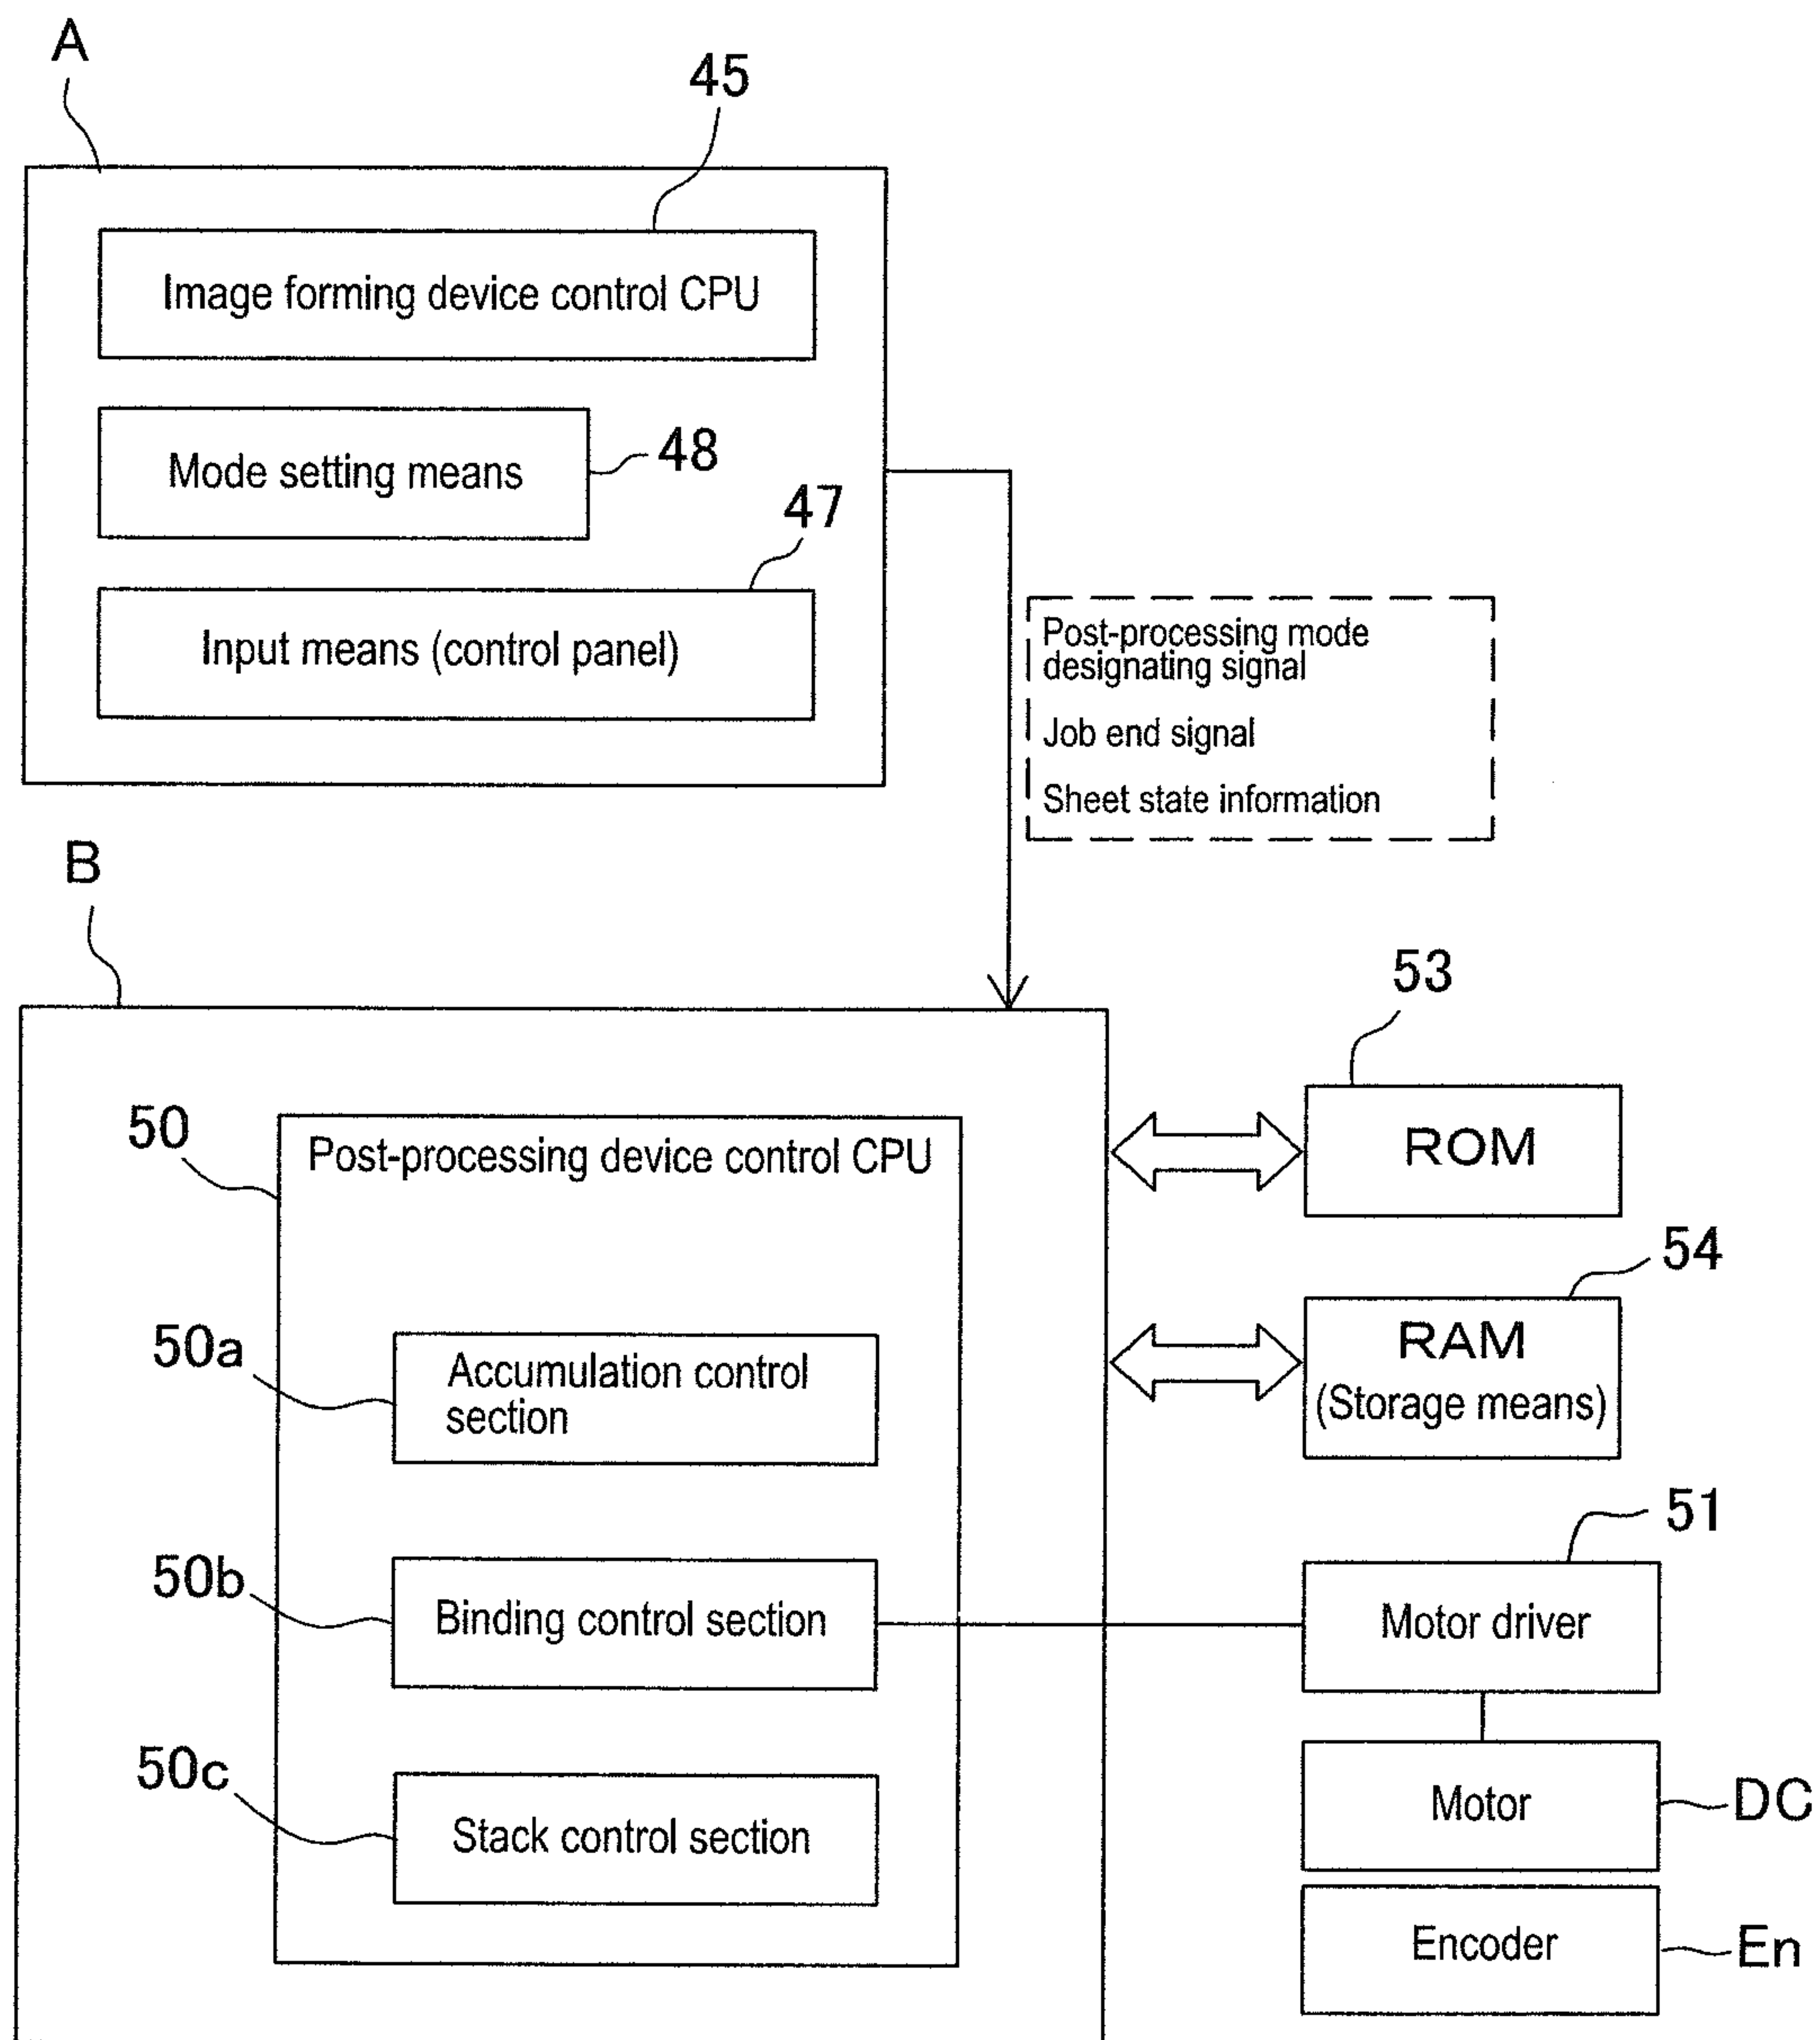 A
45
Image forming device control CPU
Mode setting means
48
47
Input means (control panel)
Post-processing mode
designating signal
Job end signal
Sheet state information
B
53
ROM
50
Post-processing device control CPU
54
RAM
(Storage means)
50a
Accumulation control
section
51
50b
Binding control section
Motor driver
50c
Stack control section
Motor
DC
Encoder
En